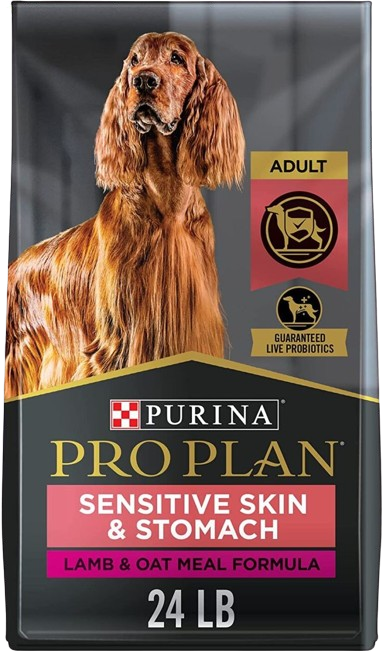 ADULT
GUARANTEED
LIVE PROBIOTICS
PURINA®
PRO PLAN®
SENSITIVE SKIN
& STOMACH
LAMB & OAT MEAL FORMULA
24 LB